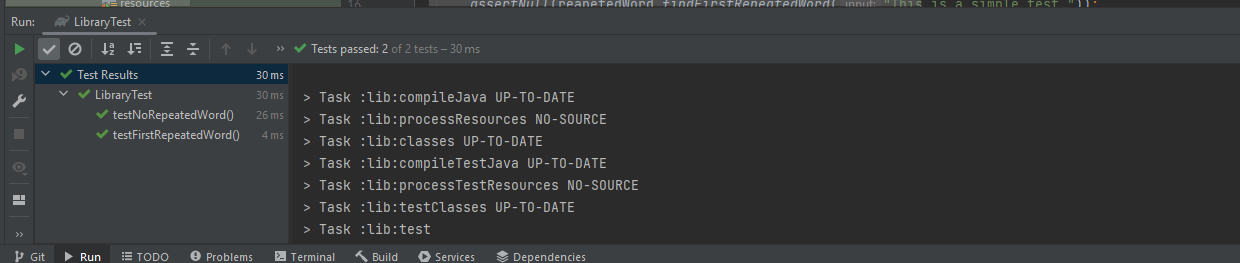 resources
16
assertNull(reapetedWord.findFirstRepeatedWord( input: "This is a simple test."));
Run: LibraryTest
Tests passed: 2 of 2 tests – 30 ms
Test Results 30 ms
LibraryTest 30 ms
testNoRepeatedWord() 26 ms
testFirstRepeatedWord() 4 ms
> Task :lib:compileJava UP-TO-DATE
> Task :lib:processResources NO-SOURCE
> Task :lib:classes UP-TO-DATE
> Task :lib:compileTestJava UP-TO-DATE
> Task :lib:processTestResources NO-SOURCE
> Task :lib:testClasses UP-TO-DATE
> Task :lib:test
Git Run TODO Problems Terminal Build Services Dependencies